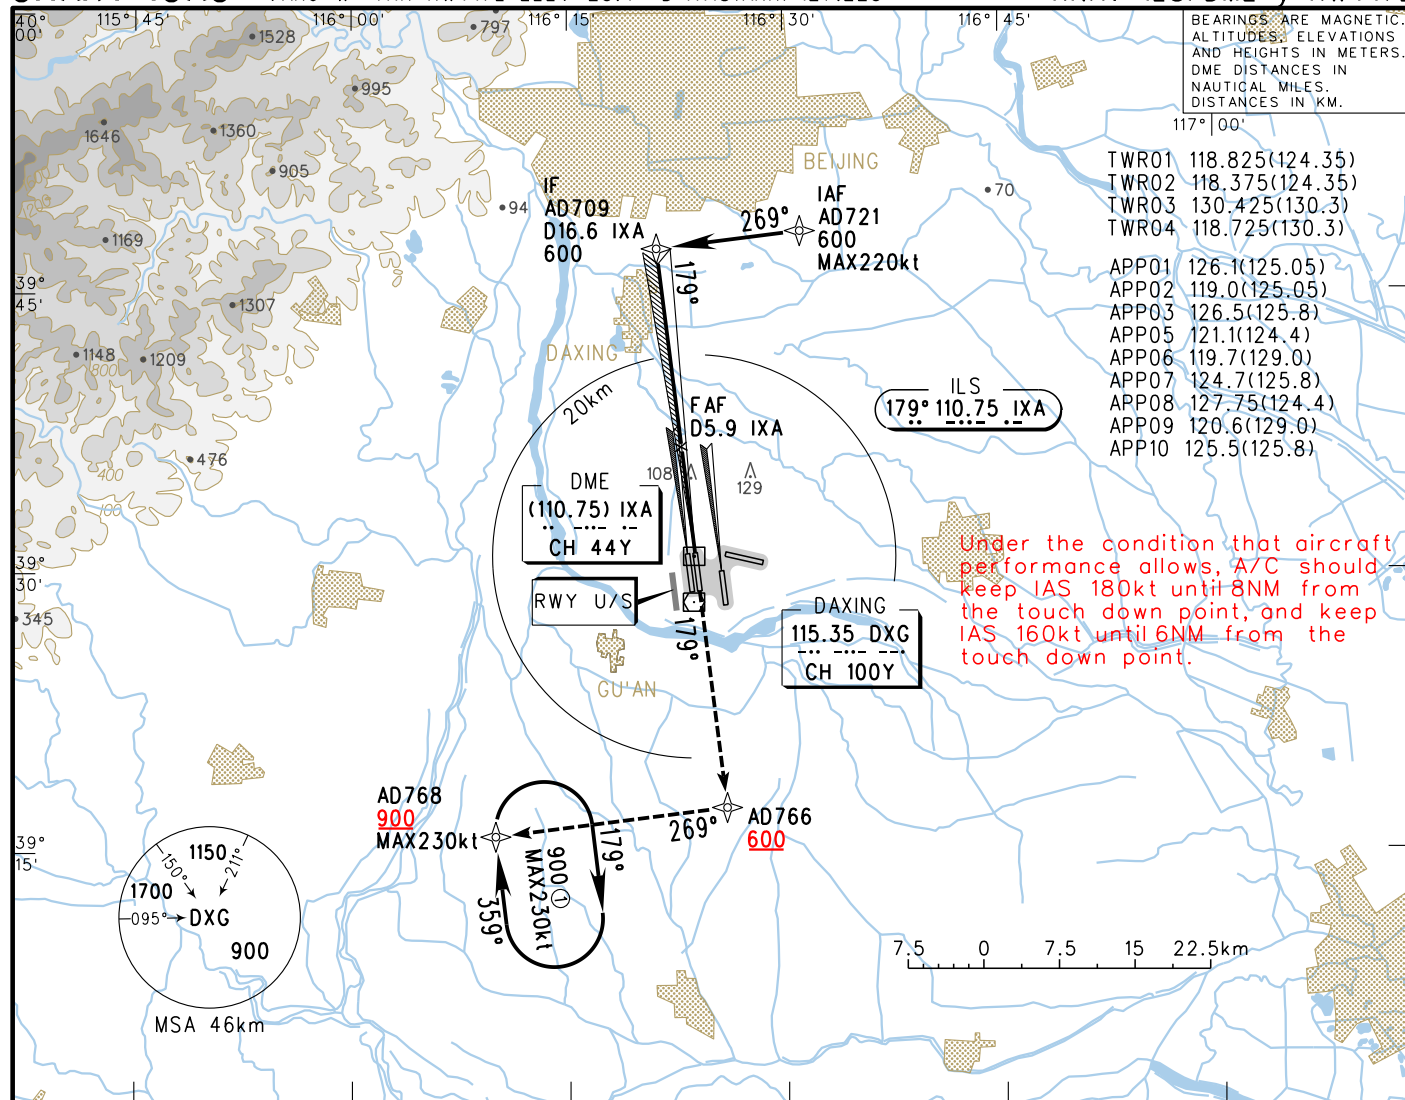 115° 45'
116° 00'
116° 15'
116° 30'
116° 45'
40°
00'
BEARINGS ARE MAGNETIC.
ALTITUDES, ELEVATIONS
AND HEIGHTS IN METERS.
DME DISTANCES IN
NAUTICAL MILES.
DISTANCES IN KM.
117° 00'
1528
797
995
1646
1360
905
94
70
1169
1307
1148
1209
800
476
400
100
345
BEIJING
TWR01 118.825(124.35)
TWR02 118.375(124.35)
TWR03 130.425(130.3)
TWR04 118.725(130.3)
APP01 126.1(125.05)
APP02 119.0(125.05)
APP03 126.5(125.8)
APP05 121.1(124.4)
APP06 119.7(129.0)
APP07 124.7(125.8)
APP08 127.75(124.4)
APP09 120.6(129.0)
APP10 125.5(125.8)
IF
AD709
D16.6 IXA
600
269°
IAF
AD721
600
MAX220kt
179°
39°
45'
DAXING
20km
ILS
179° 110.75 IXA
FAF
D5.9 IXA
108
129
DME
(110.75) IXA
CH 44Y
39°
30'
RWY U/S
179°
DAXING
115.35 DXG
CH 100Y
Under the condition that aircraft
performance allows, A/C should
keep IAS 180kt until 8NM from
the touch down point, and keep
IAS 160kt until 6NM from the
touch down point.
GU'AN
AD768
900
MAX230kt
269°
AD766
600
39°
15'
179°
900 1
MAX230kt
359°
1150
150°
211°
1700
095°
DXG
900
MSA 46km
7.5 0 7.5 15 22.5km